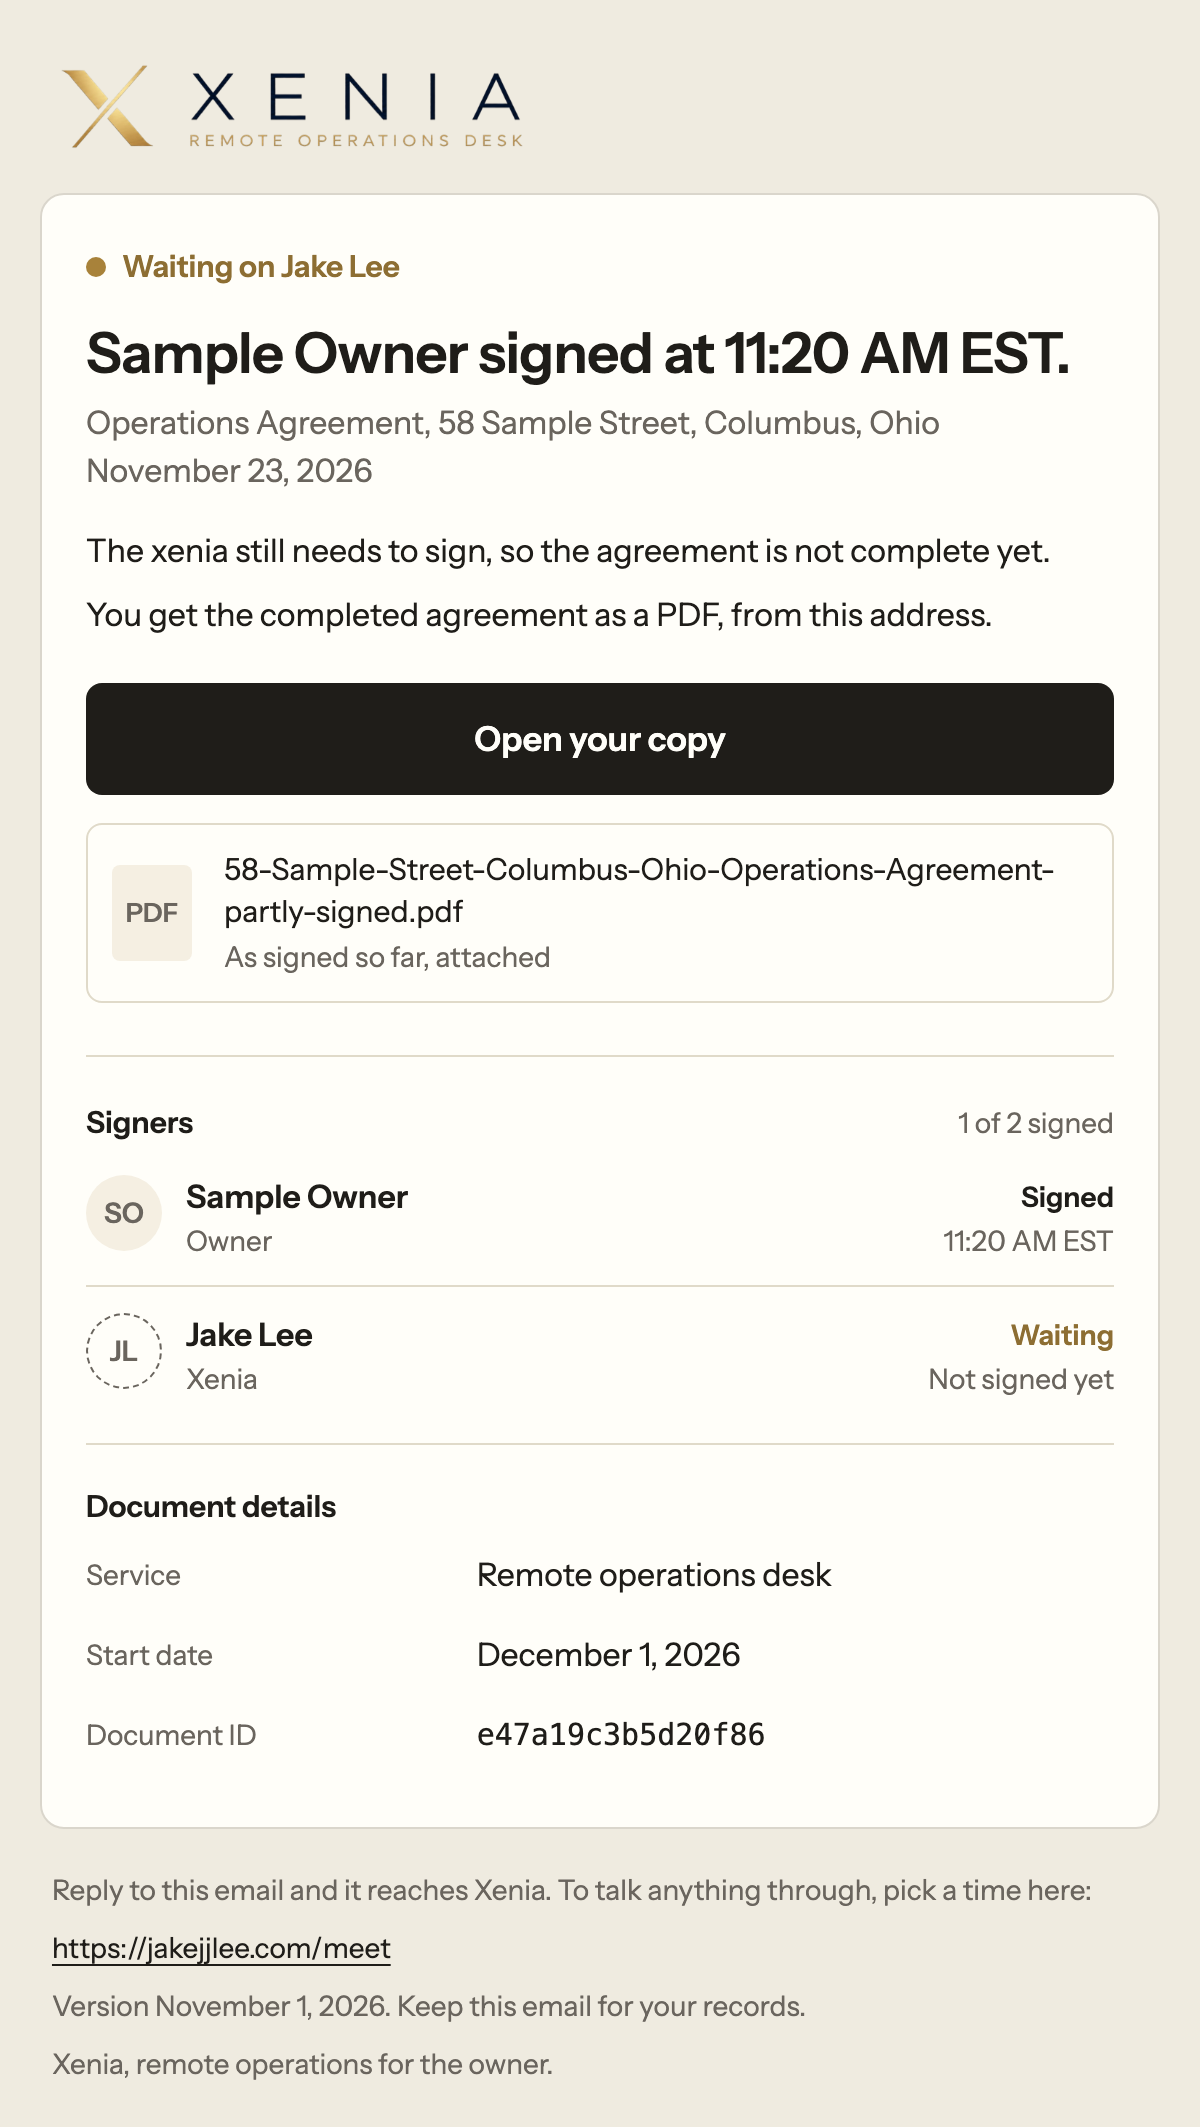 XENIA
REMOTE OPERATIONS DESK
Waiting on Jake Lee
Sample Owner signed at 11:20 AM EST.
Operations Agreement, 58 Sample Street, Columbus, Ohio
November 23, 2026
The xenia still needs to sign, so the agreement is not complete yet.
You get the completed agreement as a PDF, from this address.
Open your copy
PDF
58-Sample-Street-Columbus-Ohio-Operations-Agreement-
partly-signed.pdf
As signed so far, attached
Signers
1 of 2 signed
SO
Sample Owner
Signed
Owner
11:20 AM EST
JL
Jake Lee
Waiting
Xenia
Not signed yet
Document details
Service
Remote operations desk
Start date
December 1, 2026
Document ID
e47a19c3b5d20f86
Reply to this email and it reaches Xenia. To talk anything through, pick a time here:
https://jakejjlee.com/meet
Version November 1, 2026. Keep this email for your records.
Xenia, remote operations for the owner.